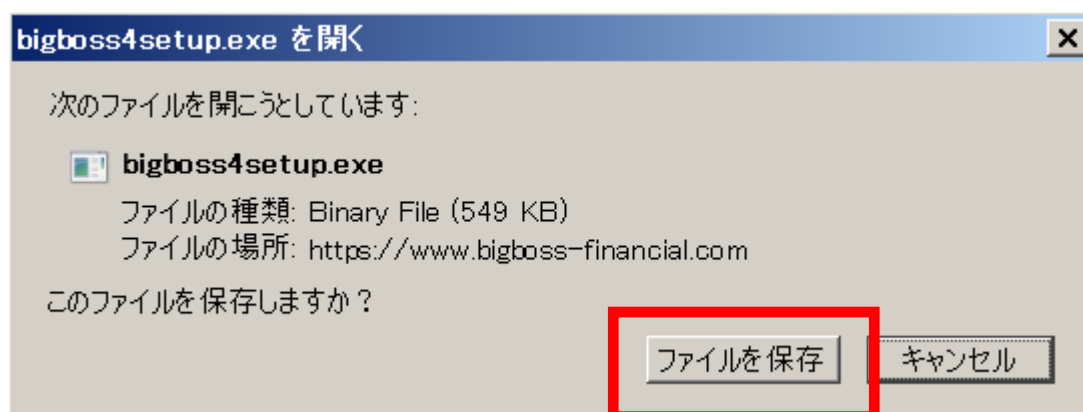 bigboss4setup.exe を開く
次のファイルを開こうとしています:
bigboss4setup.exe
ファイルの種類: Binary File (549 KB)
ファイルの場所: https://www.bigboss-financial.com
このファイルを保存しますか？
ファイルを保存 キャンセル